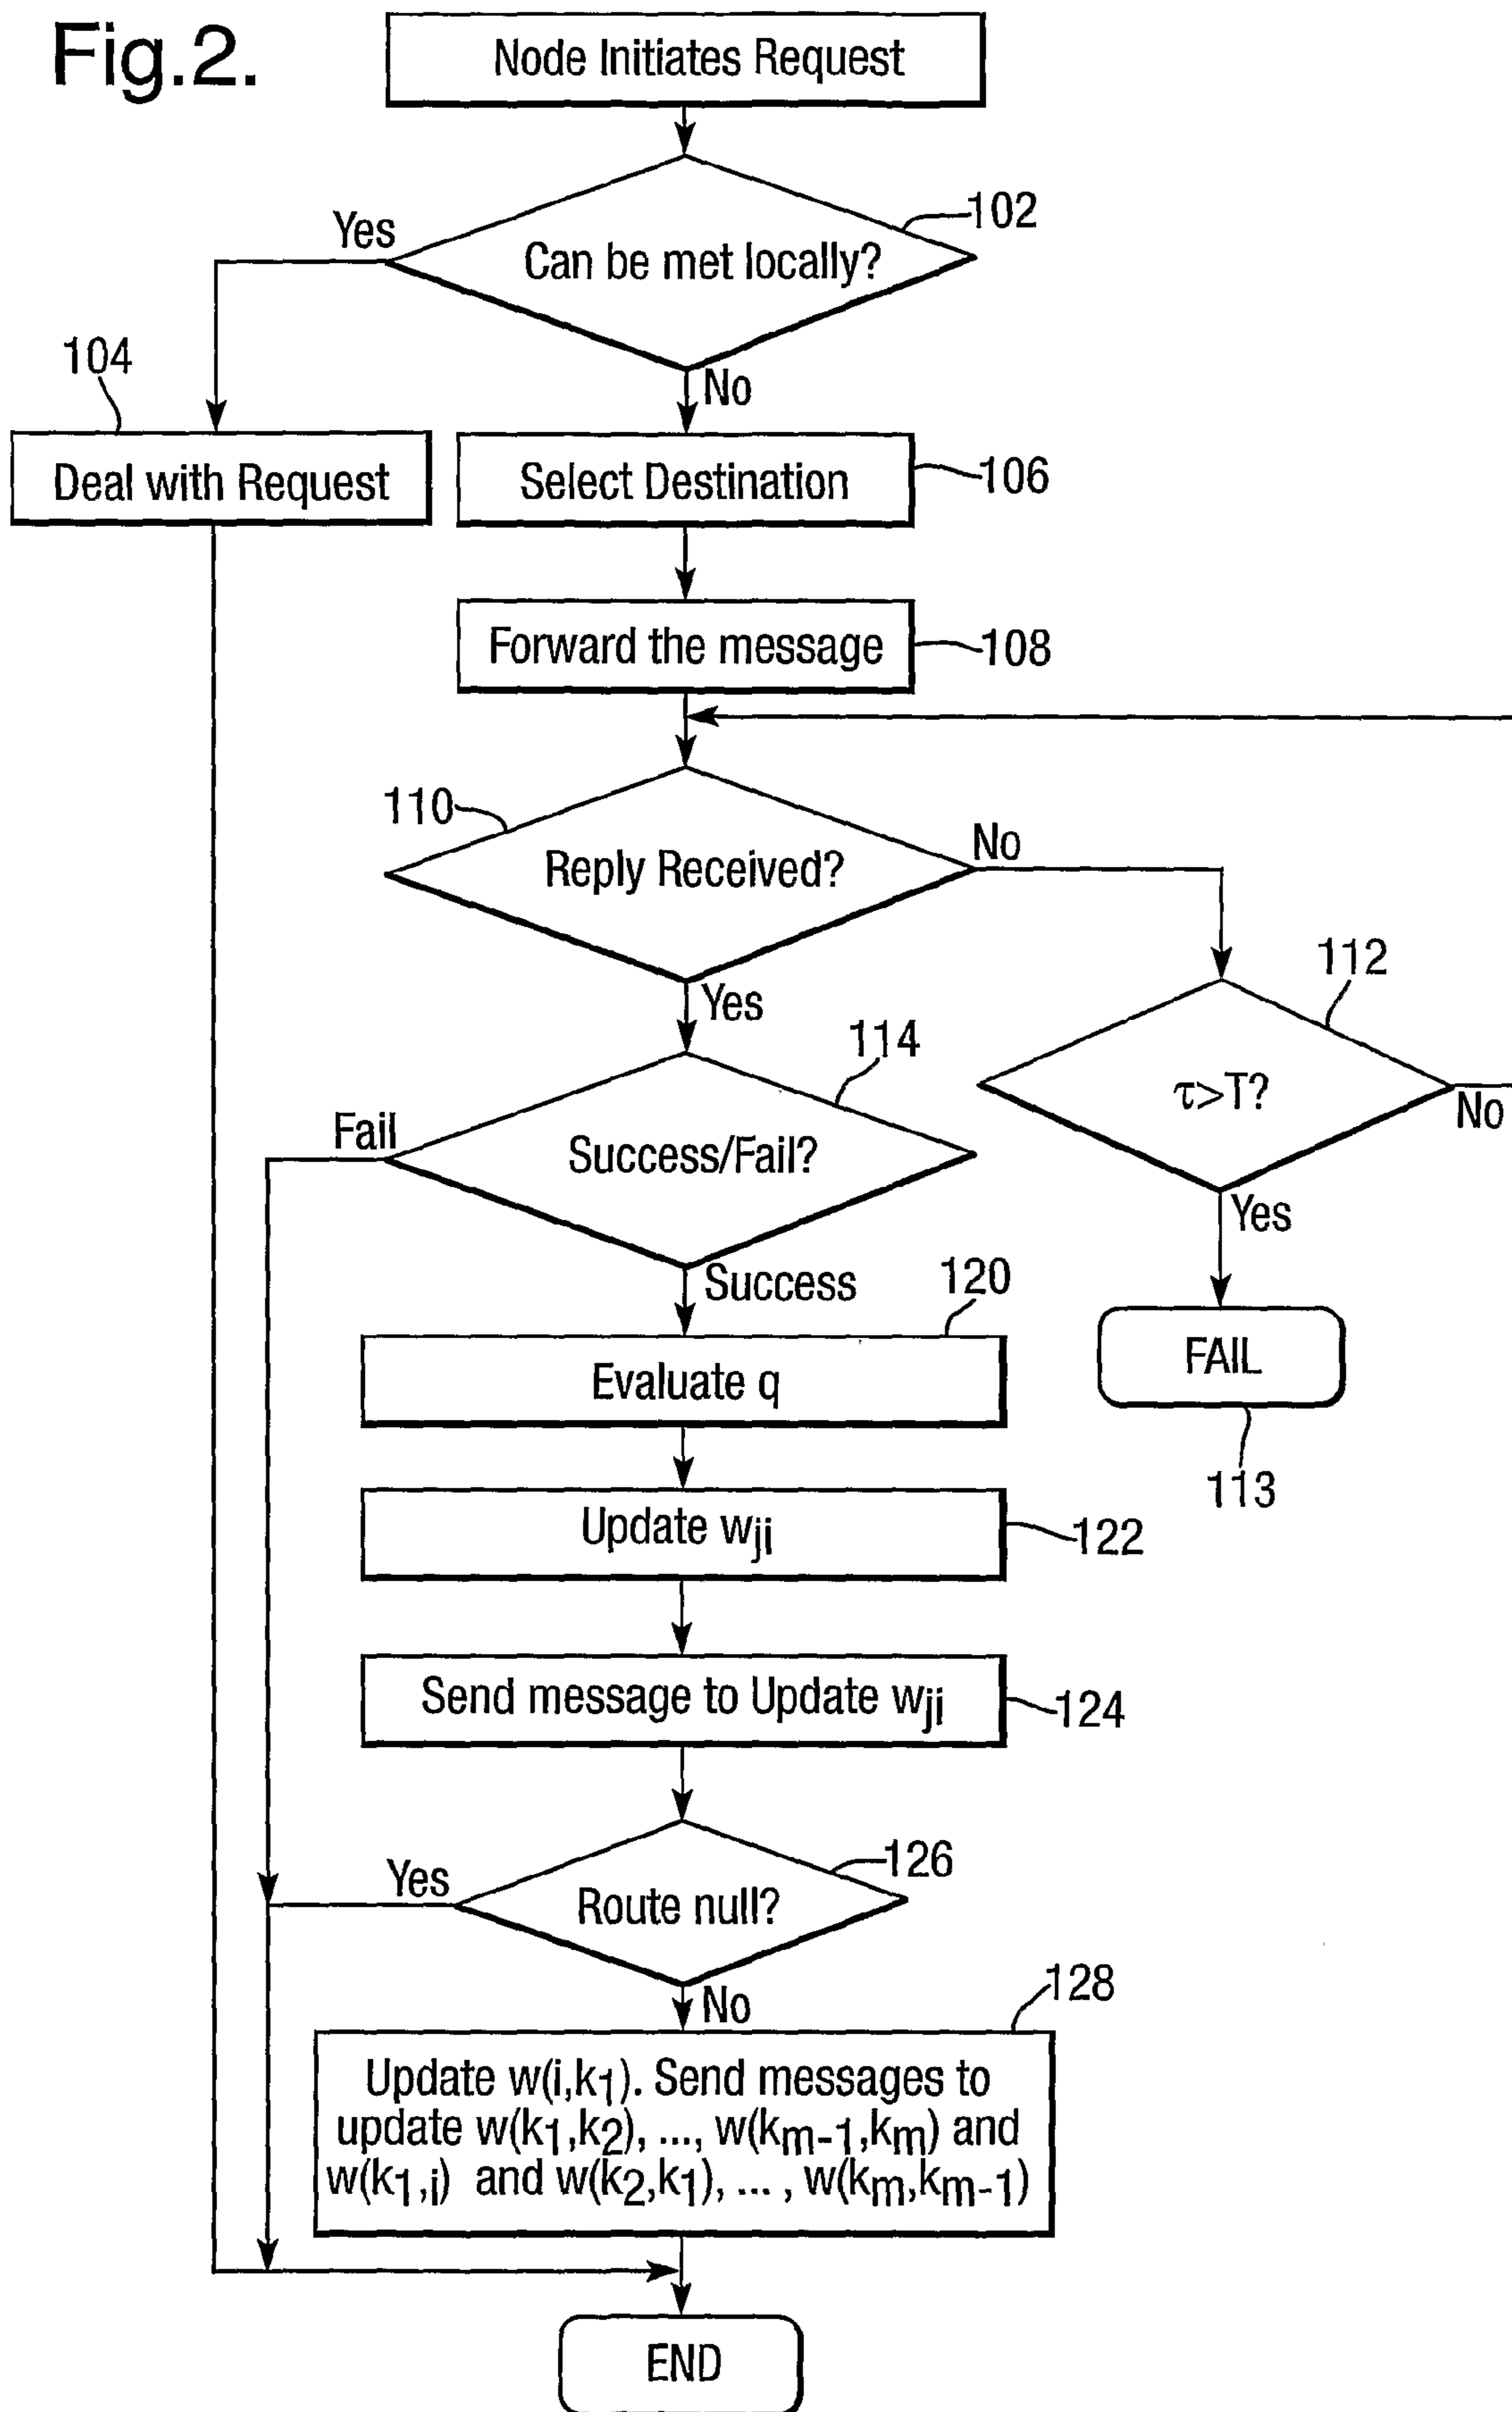 Fig.2.
Node Initiates Request
102
Yes
Can be met locally?
104
No
Deal with Request
Select Destination
106
Forward the message
108
110
No
Reply Received?
112
Yes
114
τ>T?
No
Fail
Success/Fail?
Yes
Success
120
FAIL
Evaluate q
113
Update wji
122
Send message to Update wji
124
126
Yes
Route null?
128
No
Update w(i,k1). Send messages to
update w(k1,k2), ..., w(km-1,km) and
w(k1,i) and w(k2,k1), ... , w(km,km-1)
END